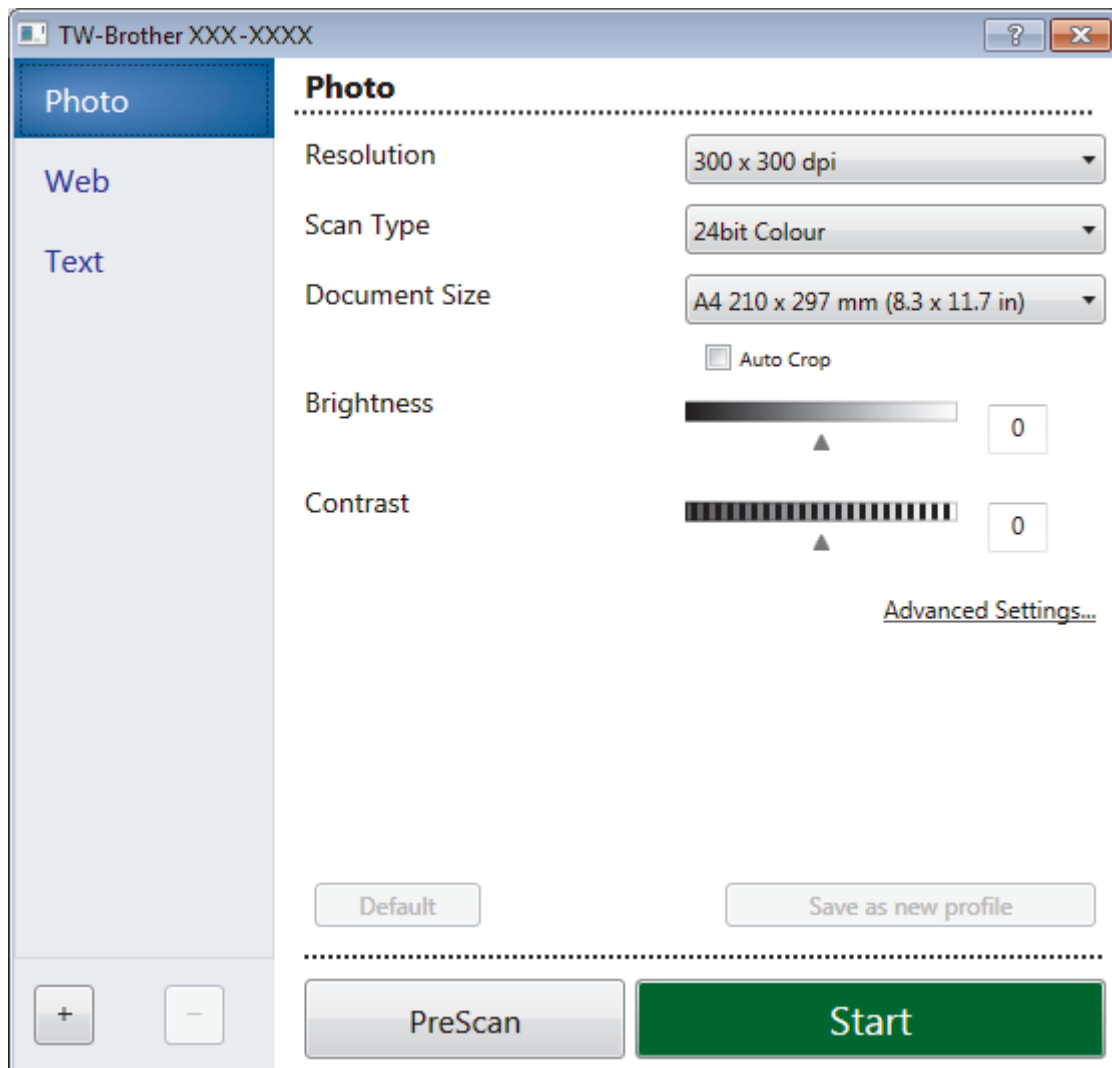 TW-Brother XXX-XXXX
?
Photo
Web
Text
Photo
Resolution
300 x 300 dpi
Scan Type
24bit Colour
Document Size
A4 210 x 297 mm (8.3 x 11.7 in)
Auto Crop
Brightness
0
Contrast
0
Advanced Settings...
Default
Save as new profile
+
−
PreScan
Start